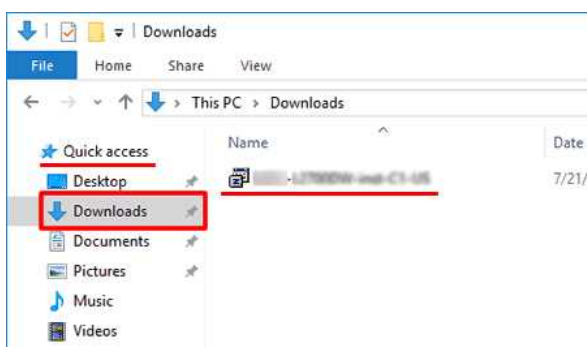 Downloads
File Home Share View
This PC > Downloads
Name Date
Quick access
Desktop
7/21/
Downloads
Documents
Pictures
Music
Videos